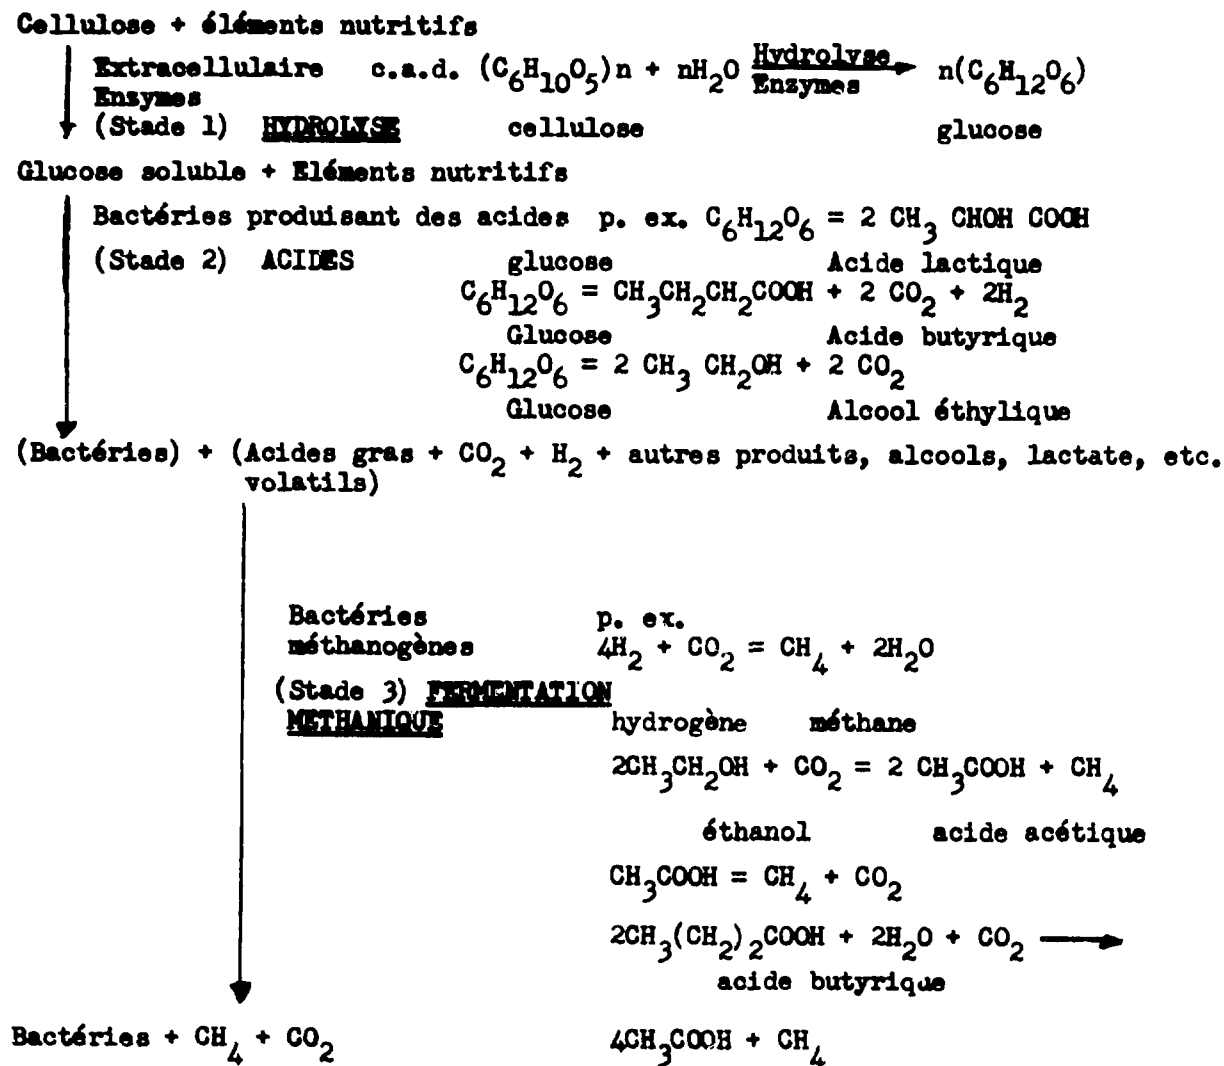 Cellulose + éléments nutritifs
Extracellulaire c.a.d. (C6H10O5)n + nH2O Hydrolyse n(C6H12O6)
Enzymes Enzymes
(Stade 1) HYDROLYSE cellulose glucose
Glucose soluble + Eléments nutritifs
Bactéries produisant des acides p. ex. C6H12O6 = 2 CH3 CHOH COOH
(Stade 2) ACIDES glucose Acide lactique
C6H12O6 = CH3CH2CH2COOH + 2 CO2 + 2H2
Glucose Acide butyrique
C6H12O6 = 2 CH3 CH2OH + 2 CO2
Glucose Alcool éthylique
(Bactéries) + (Acides gras + CO2 + H2 + autres produits, alcools, lactate, etc.
volatils)
Bactéries p. ex.
méthanogènes 4H2 + CO2 = CH4 + 2H2O
(Stade 3) FERMENTATION
METHANIQUE hydrogène méthane
2CH3CH2OH + CO2 = 2 CH3COOH + CH4
éthanol acide acétique
CH3COOH = CH4 + CO2
2CH3(CH2)2COOH + 2H2O + CO2
acide butyrique
Bactéries + CH4 + CO2 4CH3COOH + CH4